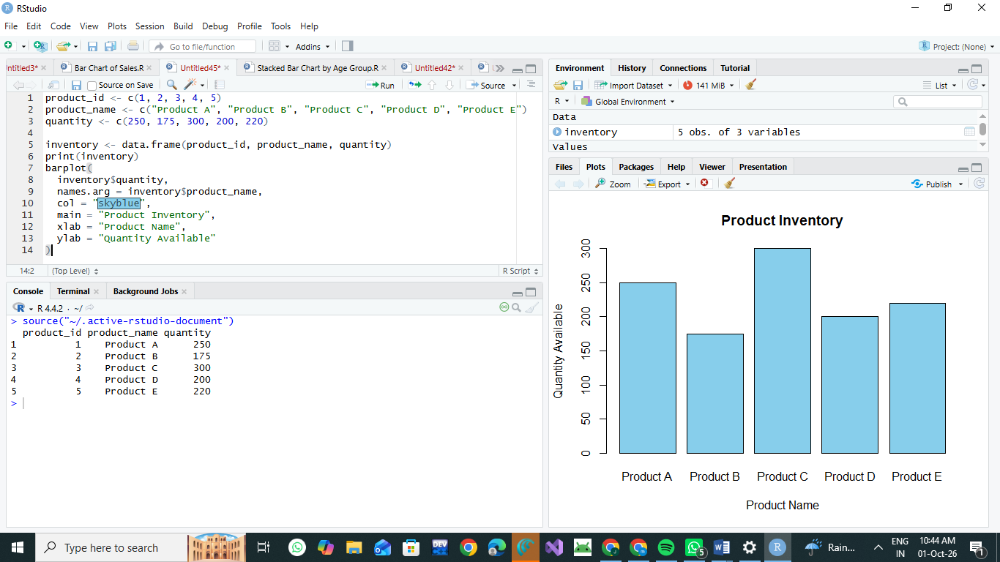 RStudio
File Edit Code View Plots Session Build Debug Profile Tools Help
Go to file/function Addins Project: (None)
ntitled3* Bar Chart of Sales.R Untitled45* Stacked Bar Chart by Age Group.R Untitled42*
Source on Save Run Source
1 product_id <- c(1, 2, 3, 4, 5)
2 product_name <- c("Product A", "Product B", "Product C", "Product D", "Product E")
3 quantity <- c(250, 175, 300, 200, 220)
4
5 inventory <- data.frame(product_id, product_name, quantity)
6 print(inventory)
7 barplot(
8 inventory$quantity,
9 names.arg = inventory$product_name,
10 col = "skyblue",
11 main = "Product Inventory",
12 xlab = "Product Name",
13 ylab = "Quantity Available"
14 )
14:2 (Top Level) R Script
Console Terminal Background Jobs
R 4.4.2 · ~/
> source("~/.active-rstudio-document")
product_id product_name quantity
1 1 Product A 250
2 2 Product B 175
3 3 Product C 300
4 4 Product D 200
5 5 Product E 220
>
Environment History Connections Tutorial
Import Dataset 141 MiB List
R Global Environment
Data
inventory 5 obs. of 3 variables
Values
Files Plots Packages Help Viewer Presentation
Zoom Export Publish
Product Inventory
Quantity Available
300
250
200
150
100
50
0
Product A Product B Product C Product D Product E
Product Name
Type here to search
DEV
5
Rain...
ENG
IN
10:44 AM
01-Oct-26
1